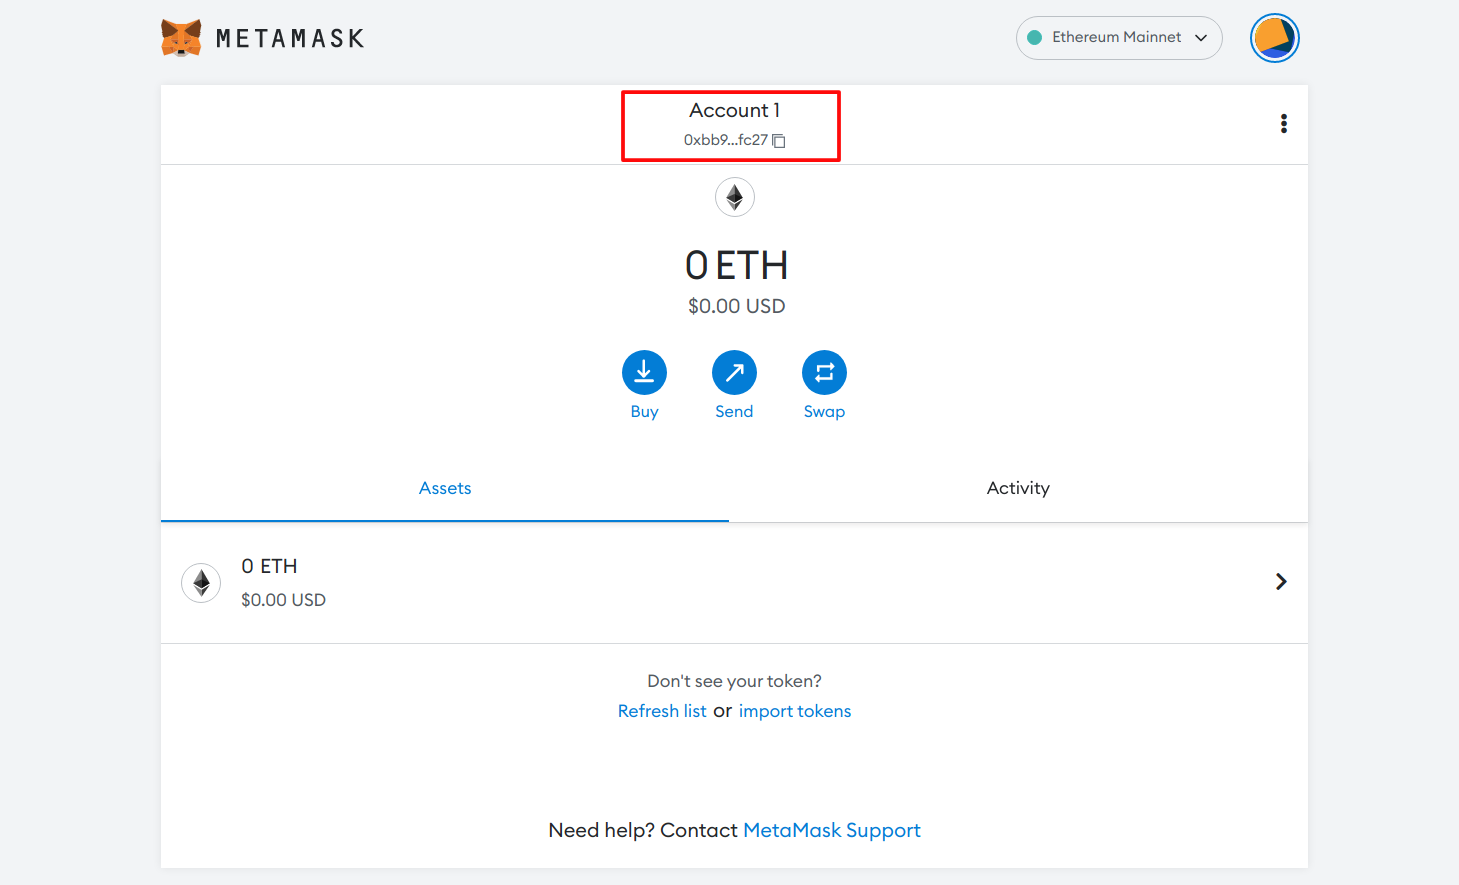 METAMASK
Ethereum Mainnet
Account 1
0xbb9...fc27
0 ETH
$0.00 USD
Buy
Send
Swap
Assets
Activity
0 ETH
$0.00 USD
Don't see your token?
Refresh list or import tokens
Need help? Contact MetaMask Support